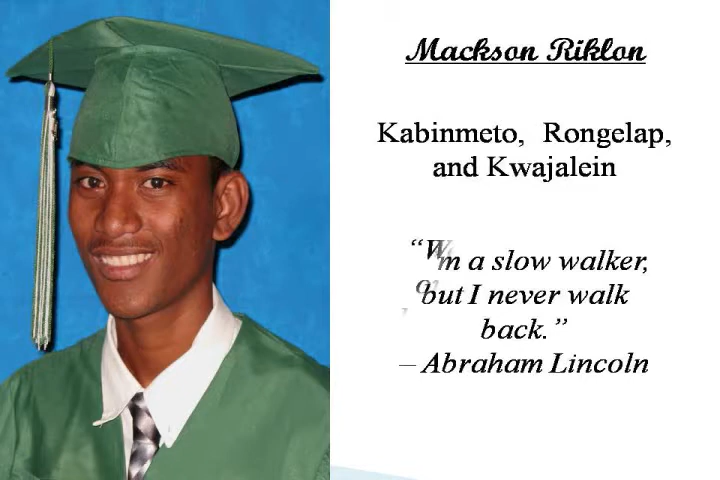 Mackson Riklon
Kabinmeto, Rongelap,
and Kwajalein
a slow walker,
but I never walk
back.”
– Abraham Lincoln